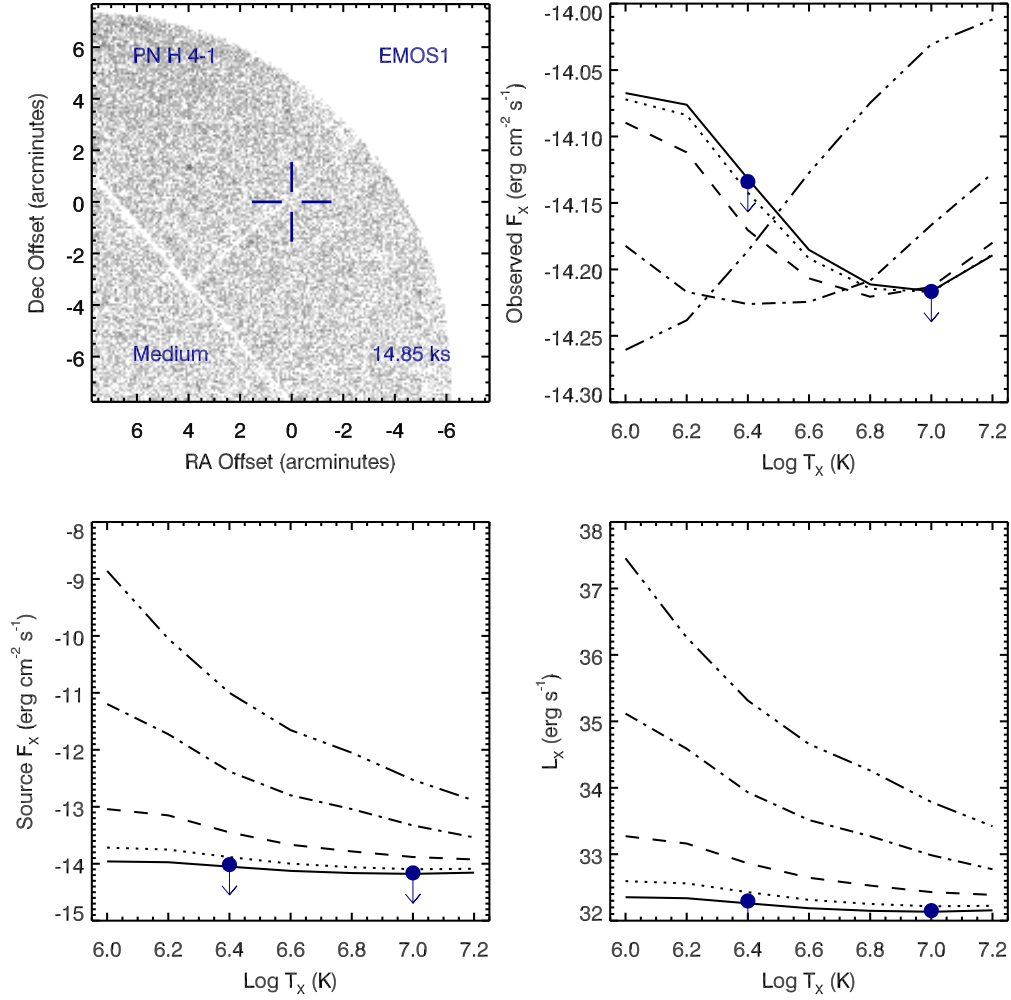 PN H 4-1
EMOS1
Medium
14.85 ks
6
4
2
0
-2
-4
-6
Dec Offset (arcminutes)
6 4 2 0 -2 -4 -6
RA Offset (arcminutes)
-14.00
-14.05
-14.10
-14.15
-14.20
-14.25
-14.30
Observed Fₓ (erg cm⁻² s⁻¹)
6.0 6.2 6.4 6.6 6.8 7.0 7.2
Log Tₓ (K)
-8
-9
-10
-11
-12
-13
-14
-15
Source Fₓ (erg cm⁻² s⁻¹)
6.0 6.2 6.4 6.6 6.8 7.0 7.2
Log Tₓ (K)
38
37
36
35
34
33
32
Lₓ (erg s⁻¹)
6.0 6.2 6.4 6.6 6.8 7.0 7.2
Log Tₓ (K)